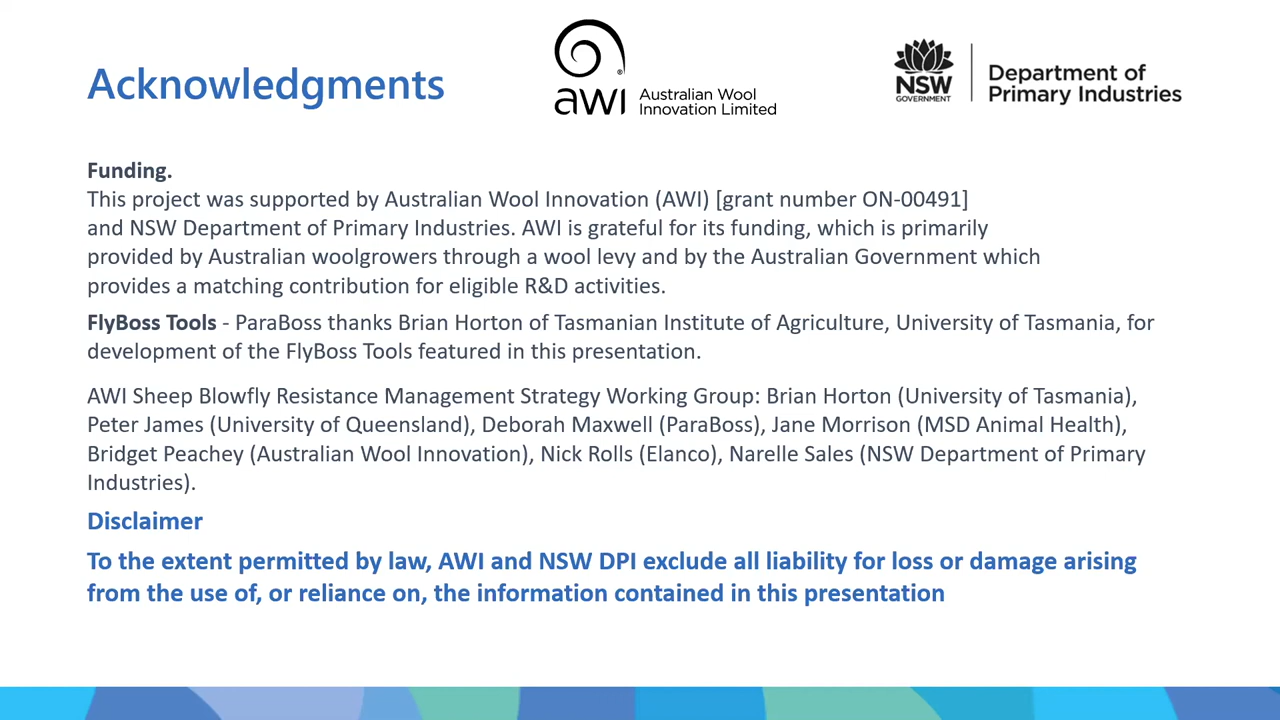 Acknowledgments
awi
®
Australian Wool
Innovation Limited
NSW
GOVERNMENT
Department of
Primary Industries
Funding.
This project was supported by Australian Wool Innovation (AWI) [grant number ON-00491]
and NSW Department of Primary Industries. AWI is grateful for its funding, which is primarily
provided by Australian woolgrowers through a wool levy and by the Australian Government which
provides a matching contribution for eligible R&D activities.
FlyBoss Tools - ParaBoss thanks Brian Horton of Tasmanian Institute of Agriculture, University of Tasmania, for
development of the FlyBoss Tools featured in this presentation.
AWI Sheep Blowfly Resistance Management Strategy Working Group: Brian Horton (University of Tasmania),
Peter James (University of Queensland), Deborah Maxwell (ParaBoss), Jane Morrison (MSD Animal Health),
Bridget Peachey (Australian Wool Innovation), Nick Rolls (Elanco), Narelle Sales (NSW Department of Primary
Industries).
Disclaimer
To the extent permitted by law, AWI and NSW DPI exclude all liability for loss or damage arising
from the use of, or reliance on, the information contained in this presentation